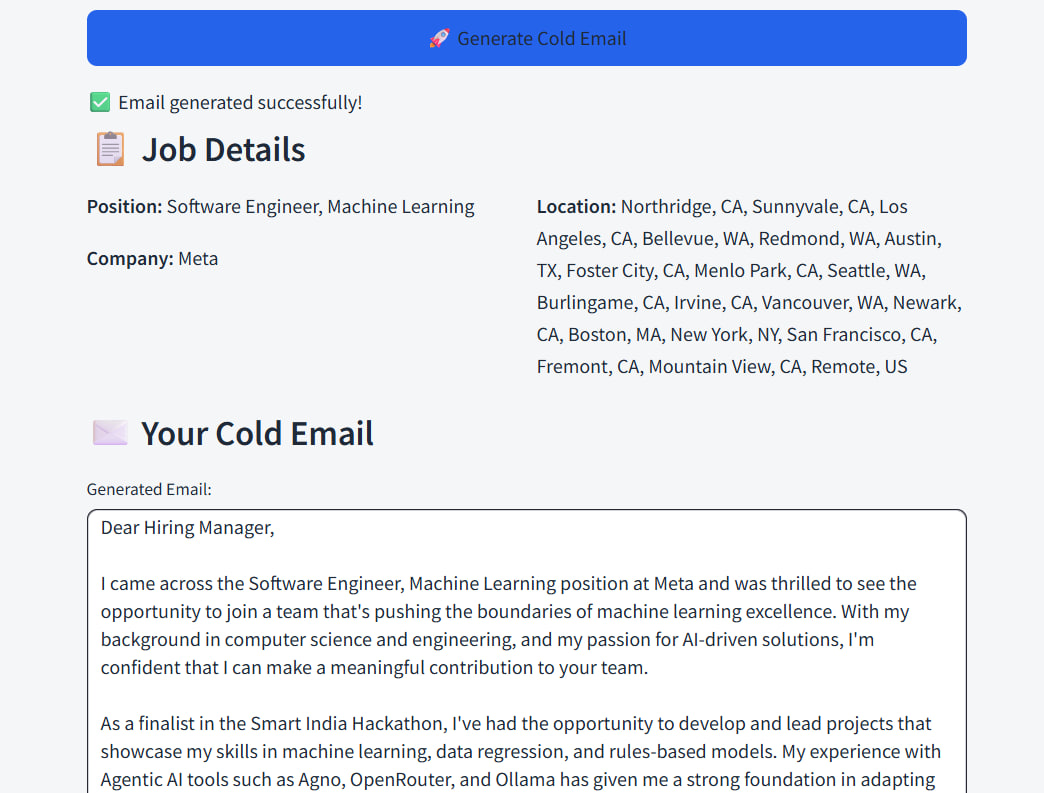 🚀 Generate Cold Email
✅ Email generated successfully!
📋 Job Details
Position: Software Engineer, Machine Learning
Company: Meta
Location: Northridge, CA, Sunnyvale, CA, Los
Angeles, CA, Bellevue, WA, Redmond, WA, Austin,
TX, Foster City, CA, Menlo Park, CA, Seattle, WA,
Burlingame, CA, Irvine, CA, Vancouver, WA, Newark,
CA, Boston, MA, New York, NY, San Francisco, CA,
Fremont, CA, Mountain View, CA, Remote, US
✉️ Your Cold Email
Generated Email:
Dear Hiring Manager,
I came across the Software Engineer, Machine Learning position at Meta and was thrilled to see the
opportunity to join a team that's pushing the boundaries of machine learning excellence. With my
background in computer science and engineering, and my passion for AI-driven solutions, I'm
confident that I can make a meaningful contribution to your team.
As a finalist in the Smart India Hackathon, I've had the opportunity to develop and lead projects that
showcase my skills in machine learning, data regression, and rules-based models. My experience with
Agentic AI tools such as Agno, OpenRouter, and Ollama has given me a strong foundation in adapting